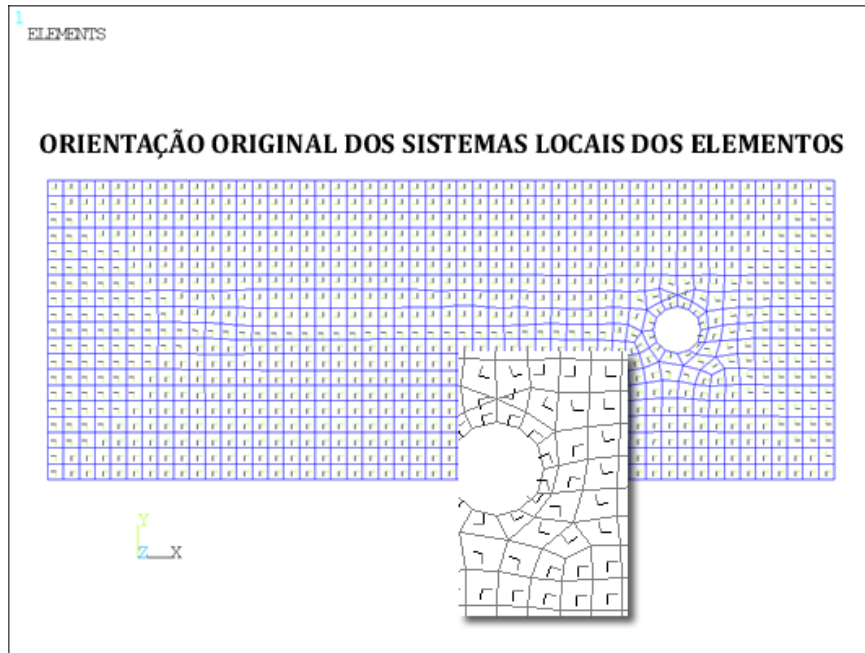 1
ELEMENTS
ORIENTAÇÃO ORIGINAL DOS SISTEMAS LOCAIS DOS ELEMENTOS
Y
Z X